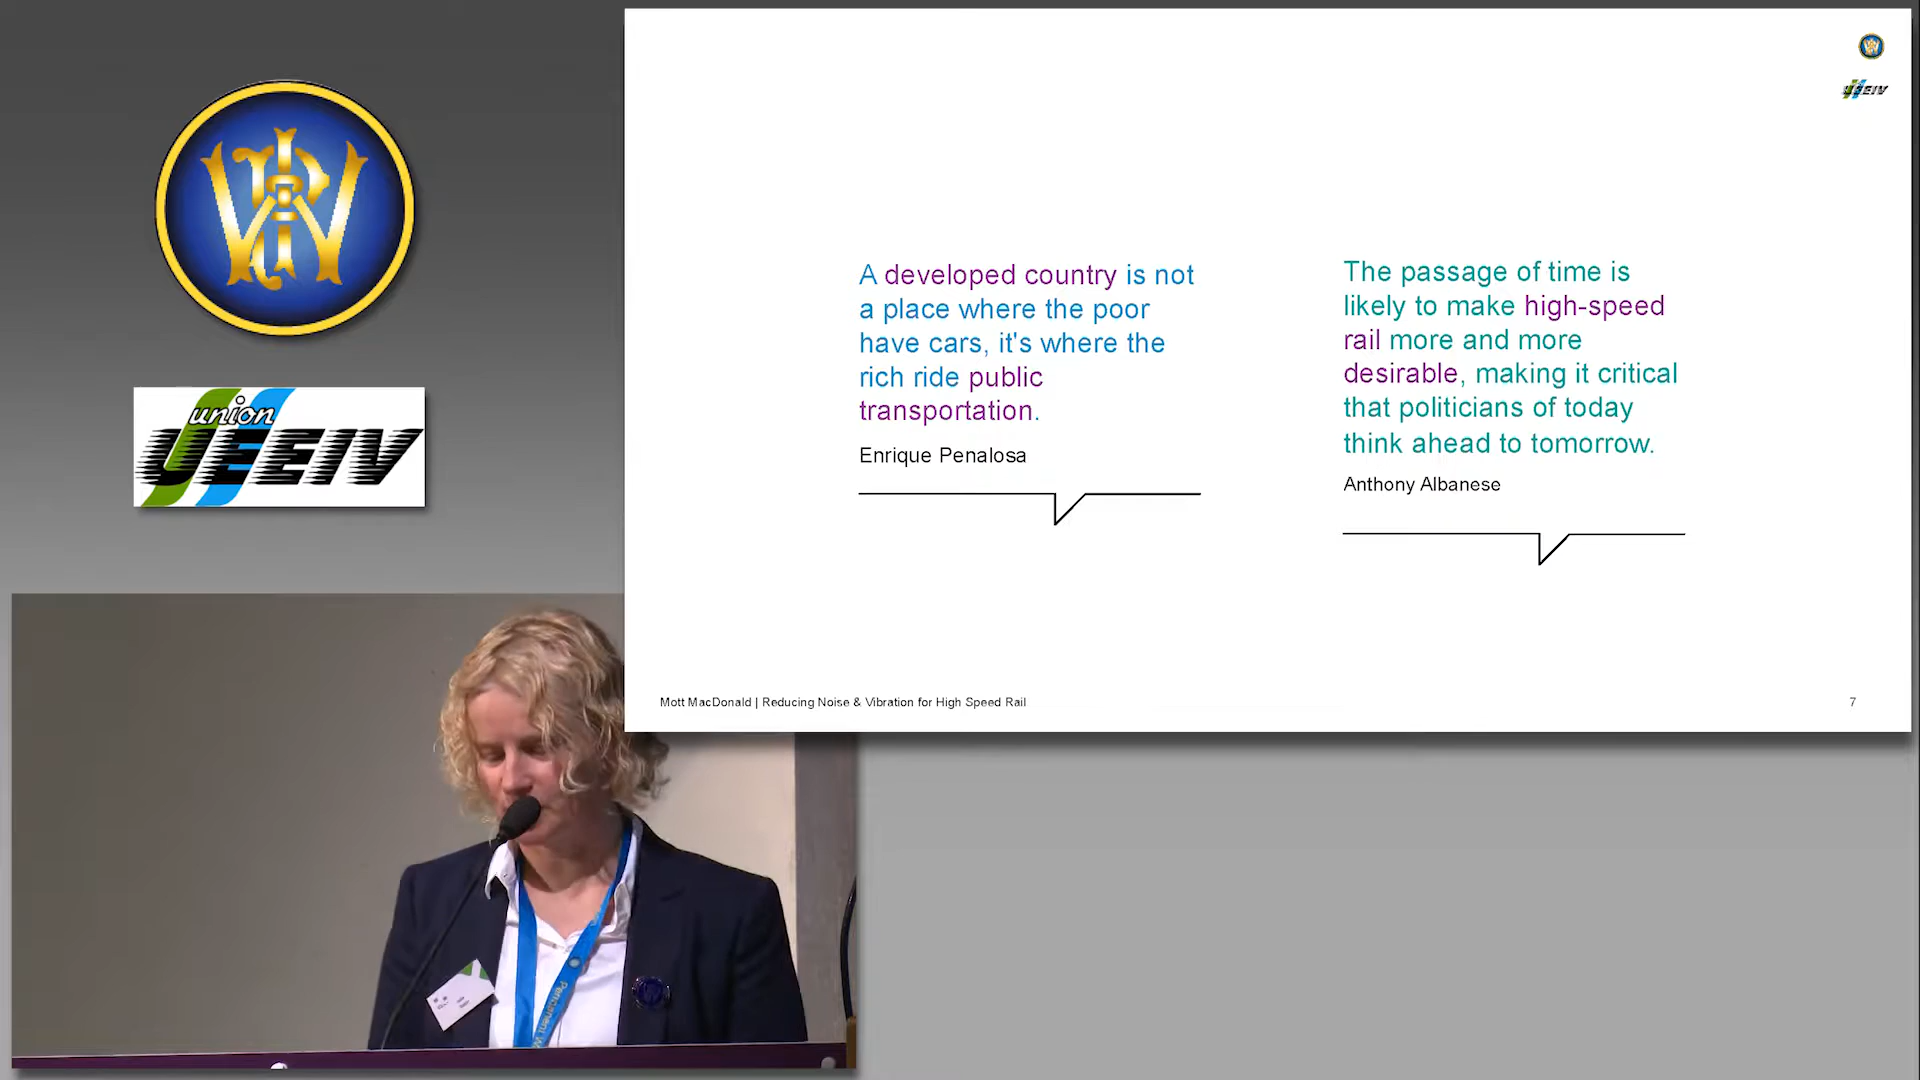 PWI
union
UEEIV
A developed country is not
a place where the poor
have cars, it's where the
rich ride public
transportation.
Enrique Penalosa
The passage of time is
likely to make high-speed
rail more and more
desirable, making it critical
that politicians of today
think ahead to tomorrow.
Anthony Albanese
UEEIV
Mott MacDonald | Reducing Noise & Vibration for High Speed Rail
7
Permanent W